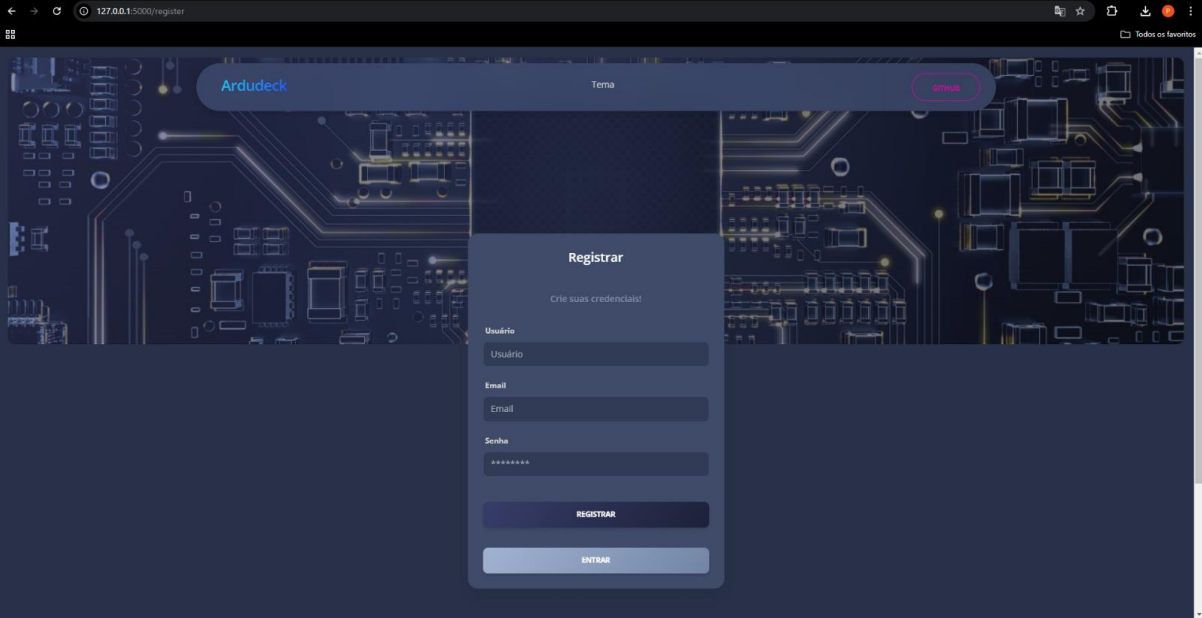 127.0.0.1:5000/register
Todos os favoritos
Ardudeck
Tema
GITHUB
Registrar
Crie suas credenciais!
Usuário
Usuário
Email
Email
Senha
********
REGISTRAR
ENTRAR